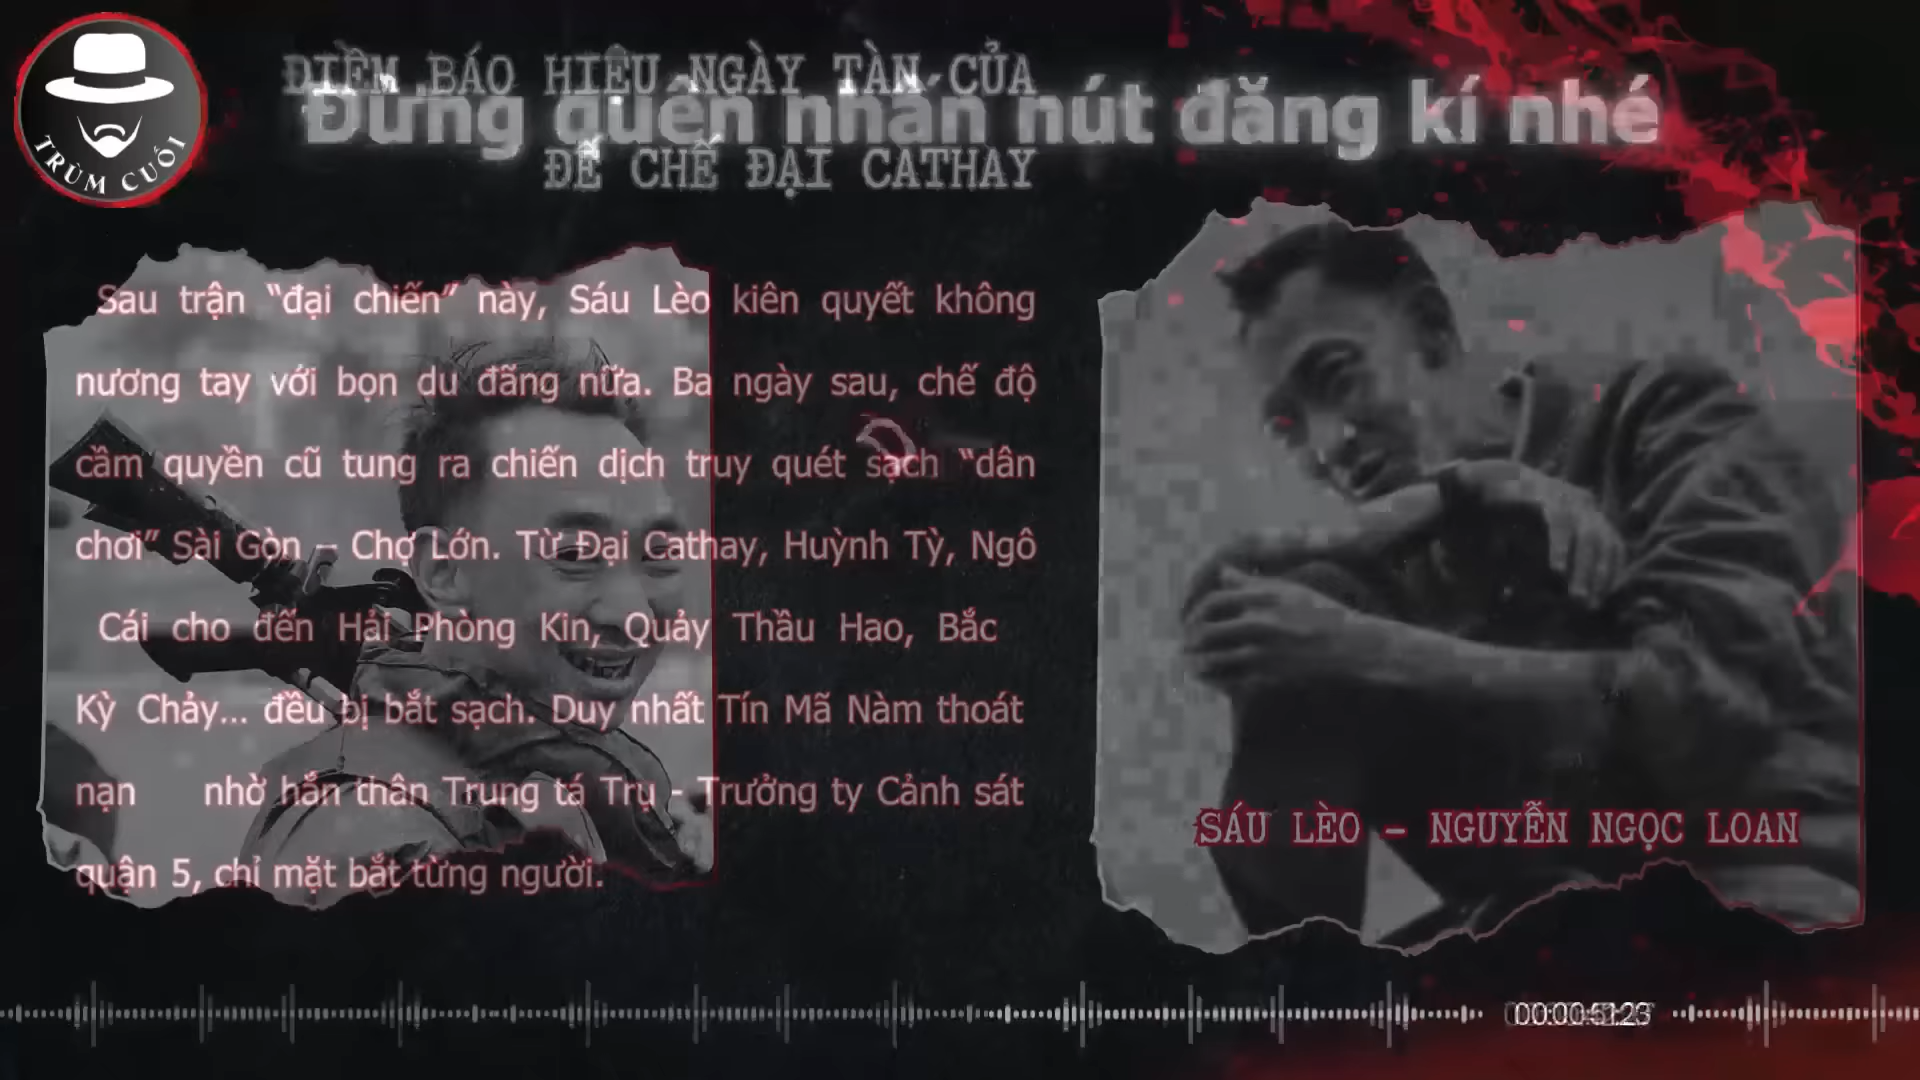 TRÙM CUỐI
ĐIỀM BÁO HIỆU NGÀY TÀN CỦA
Đừng quên nhấn nút đăng kí nhé
ĐẾ CHẾ ĐẠI CATHAY
Sau trận “đại chiến” này, Sáu Lèo kiên quyết không
nương tay với bọn du đãng nữa. Ba ngày sau, chế độ
cầm quyền cũ tung ra chiến dịch truy quét sạch “dân
chơi” Sài Gòn – Chợ Lớn. Từ Đại Cathay, Huỳnh Tỳ, Ngô
Cái cho đến Hải Phòng Kin, Quảy Thầu Hao, Bắc
Kỳ Chảy... đều bị bắt sạch. Duy nhất Tín Mã Nàm thoát
nạn nhờ hắn thân Trung tá Trụ - Trưởng ty Cảnh sát
quận 5, chỉ mặt bắt từng người.
SÁU LÈO – NGUYỄN NGỌC LOAN